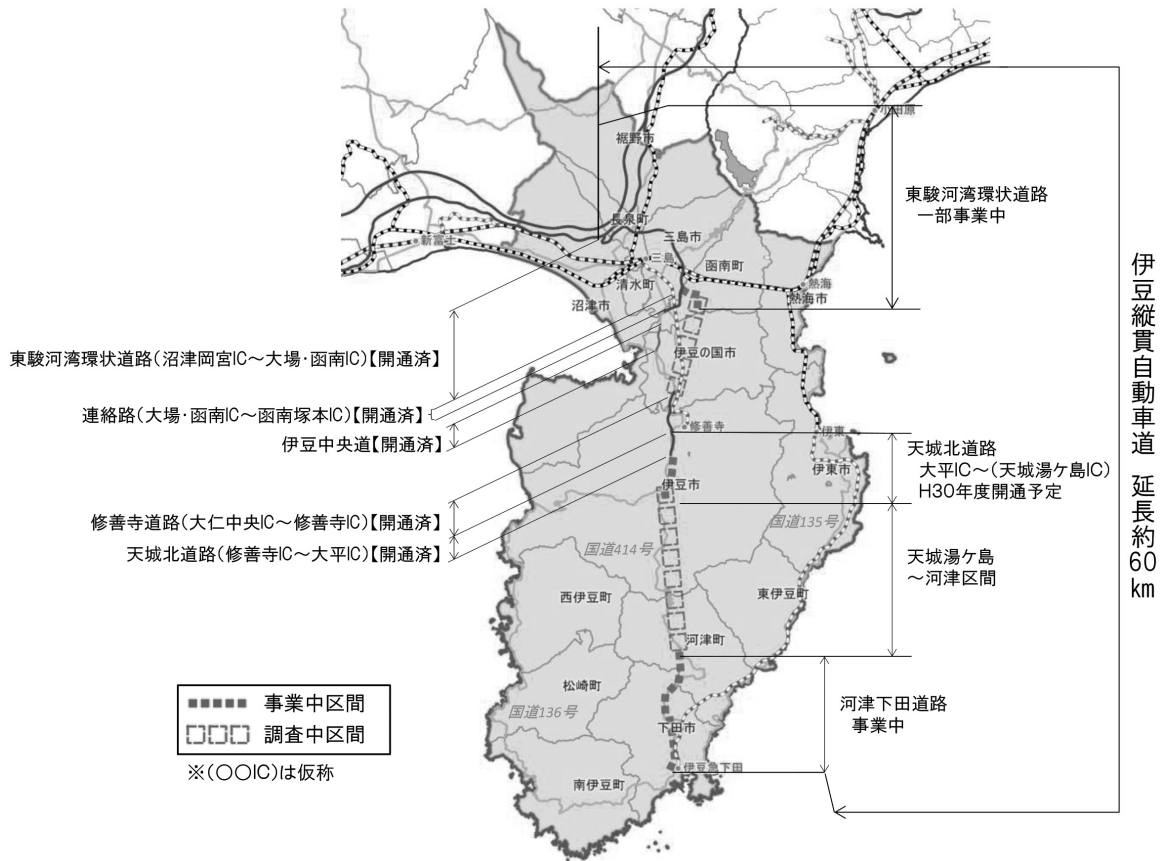 小田原
裾野市
東駿河湾環状道路
一部事業中
長泉町
新富士
三島市
三島
函南町
清水町
熱海
熱海市
沼津市
伊豆縦貫自動車道 延長約60km
東駿河湾環状道路(沼津岡宮IC～大場・函南IC)【開通済】
伊豆の国市
連絡路(大場・函南IC～函南塚本IC)【開通済】
伊豆中央道【開通済】
修善寺
伊東
伊東市
天城北道路
大平IC～(天城湯ケ島IC)
H30年度開通予定
伊豆市
修善寺道路(大仁中央IC～修善寺IC)【開通済】
国道135号
天城北道路(修善寺IC～大平IC)【開通済】
国道414号
天城湯ケ島
～河津区間
西伊豆町
東伊豆町
河津町
松崎町
国道136号
河津下田道路
事業中
下田市
事業中区間
調査中区間
※(○○IC)は仮称
伊豆急下田
南伊豆町